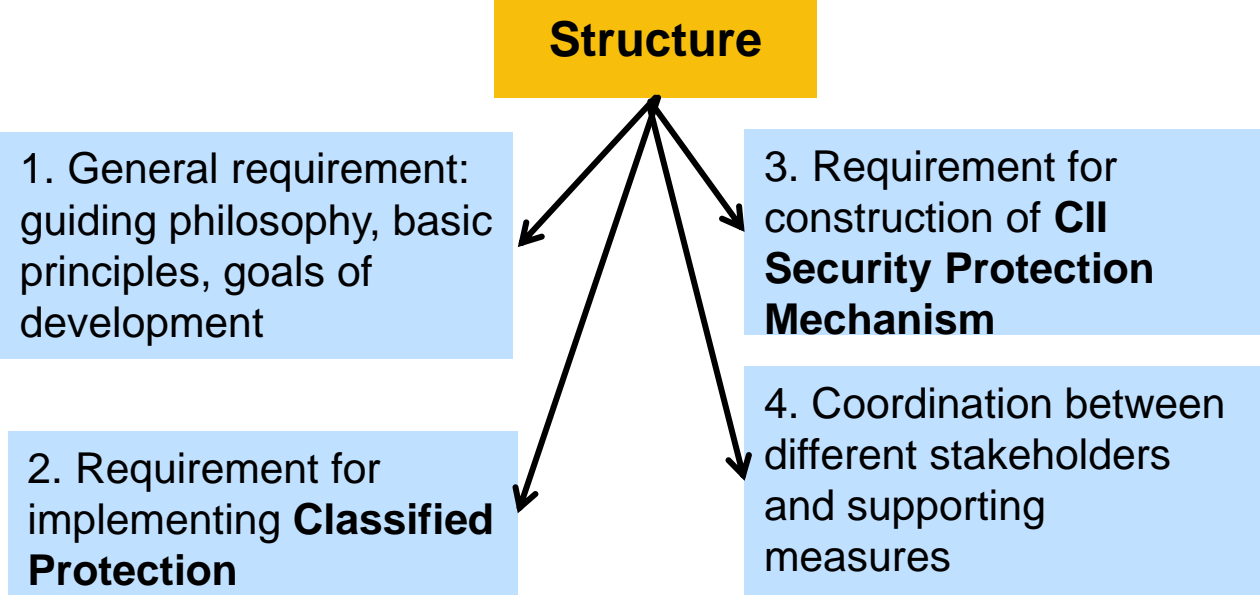 Structure
1. General requirement:
guiding philosophy, basic
principles, goals of
development
2. Requirement for
implementing Classified
Protection
3. Requirement for
construction of CII
Security Protection
Mechanism
4. Coordination between
different stakeholders
and supporting
measures